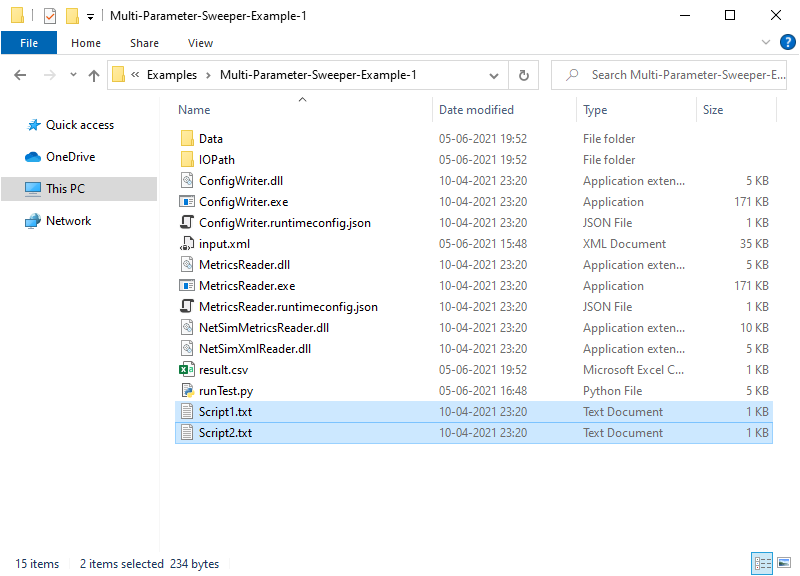 Multi-Parameter-Sweeper-Example-1
File Home Share View
« Examples > Multi-Parameter-Sweeper-Example-1 Search Multi-Parameter-Sweeper-E...
Name Date modified Type Size
Quick access
OneDrive
This PC
Network
Data 05-06-2021 19:52 File folder
IOPath 05-06-2021 19:52 File folder
ConfigWriter.dll 10-04-2021 23:20 Application exten... 5 KB
ConfigWriter.exe 10-04-2021 23:20 Application 171 KB
ConfigWriter.runtimeconfig.json 10-04-2021 23:20 JSON File 1 KB
input.xml 05-06-2021 15:48 XML Document 35 KB
MetricsReader.dll 10-04-2021 23:20 Application exten... 5 KB
MetricsReader.exe 10-04-2021 23:20 Application 171 KB
MetricsReader.runtimeconfig.json 10-04-2021 23:20 JSON File 1 KB
NetSimMetricsReader.dll 10-04-2021 23:20 Application exten... 10 KB
NetSimXmlReader.dll 10-04-2021 23:20 Application exten... 5 KB
result.csv 05-06-2021 19:52 Microsoft Excel C... 1 KB
runTest.py 05-06-2021 16:48 Python File 5 KB
Script1.txt 10-04-2021 23:20 Text Document 1 KB
Script2.txt 10-04-2021 23:20 Text Document 1 KB
15 items 2 items selected 234 bytes